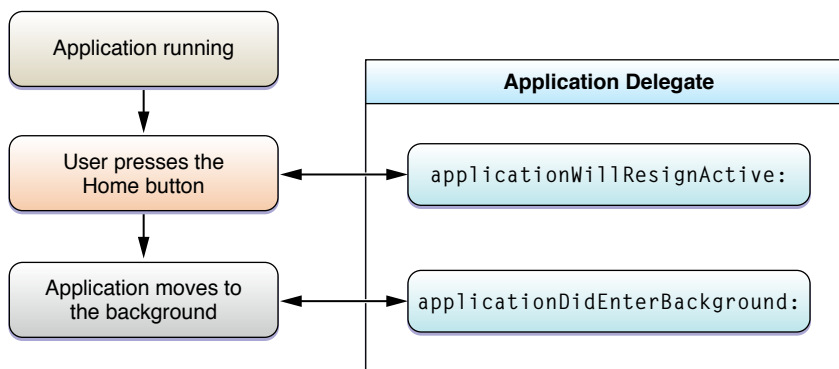 Application running
Application Delegate
User presses the
Home button
applicationWillResignActive:
Application moves to
the background
applicationDidEnterBackground: